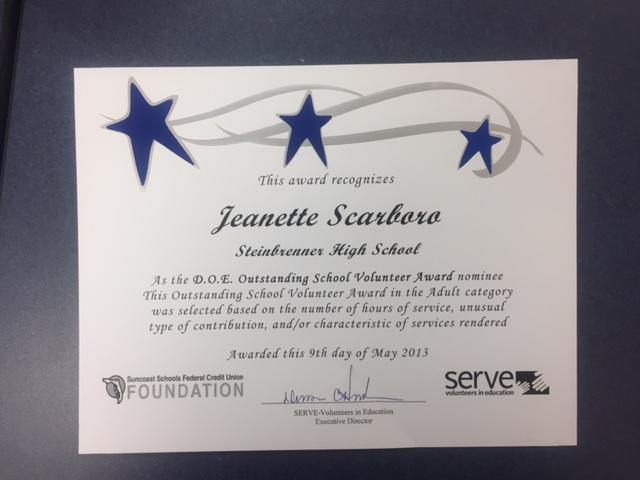 This award recognizes
Jeanette Scarboro
Steinbrenner High School
As the D.O.E. Outstanding School Volunteer Award nominee
This Outstanding School Volunteer Award in the Adult category
was selected based on the number of hours of service, unusual
type of contribution, and/or characteristic of services rendered
Awarded this 9th day of May 2013
Suncoast Schools Federal Credit Union
FOUNDATION
SERVE-Volunteers in Education
Executive Director
serve
volunteers in education